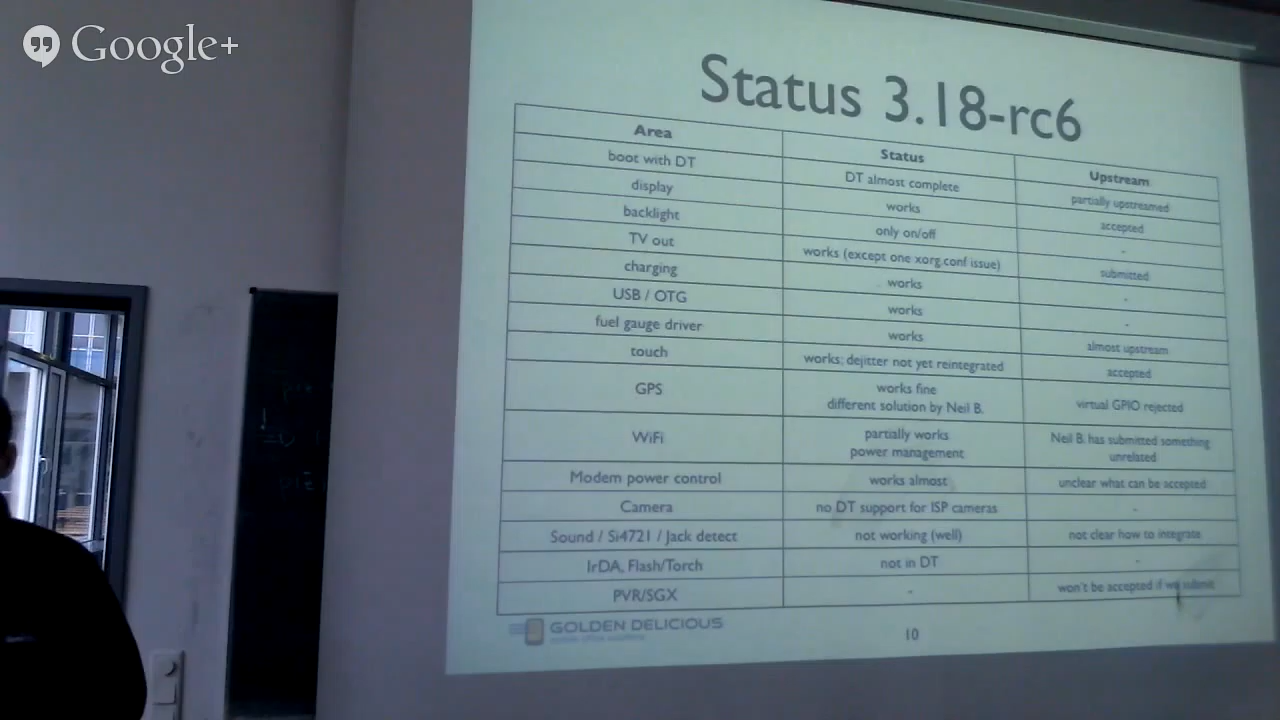 Google+
Status 3.18-rc6
Area Status Upstream
boot with DT DT almost complete partially upstreamed
display works accepted
backlight only on/off -
TV out works (except one xorg.conf issue) submitted
charging works -
USB / OTG works -
fuel gauge driver works almost upstream
touch works; dejitter not yet reintegrated accepted
GPS works fine
different solution by Neil B. virtual GPIO rejected
WiFi partially works
power management Neil B. has submitted something
unrelated
Modem power control works almost unclear what can be accepted
Camera no DT support for ISP cameras -
Sound / Si4721 / Jack detect not working (well) not clear how to integrate
IrDA, Flash/Torch not in DT -
PVR/SGX - won't be accepted if we submit
GOLDEN DELICIOUS
10